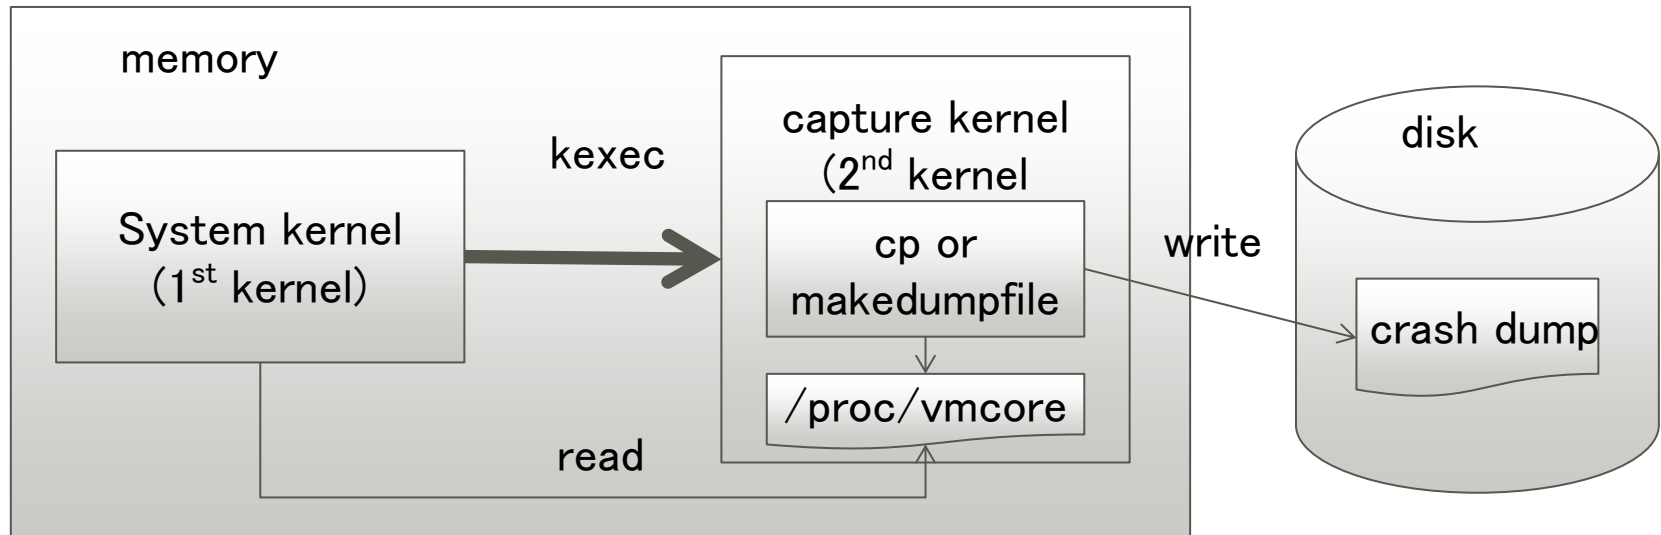 memory
kexec
System kernel
(1st kernel)
capture kernel
(2nd kernel
cp or
makedumpfile
/proc/vmcore
read
write
disk
crash dump